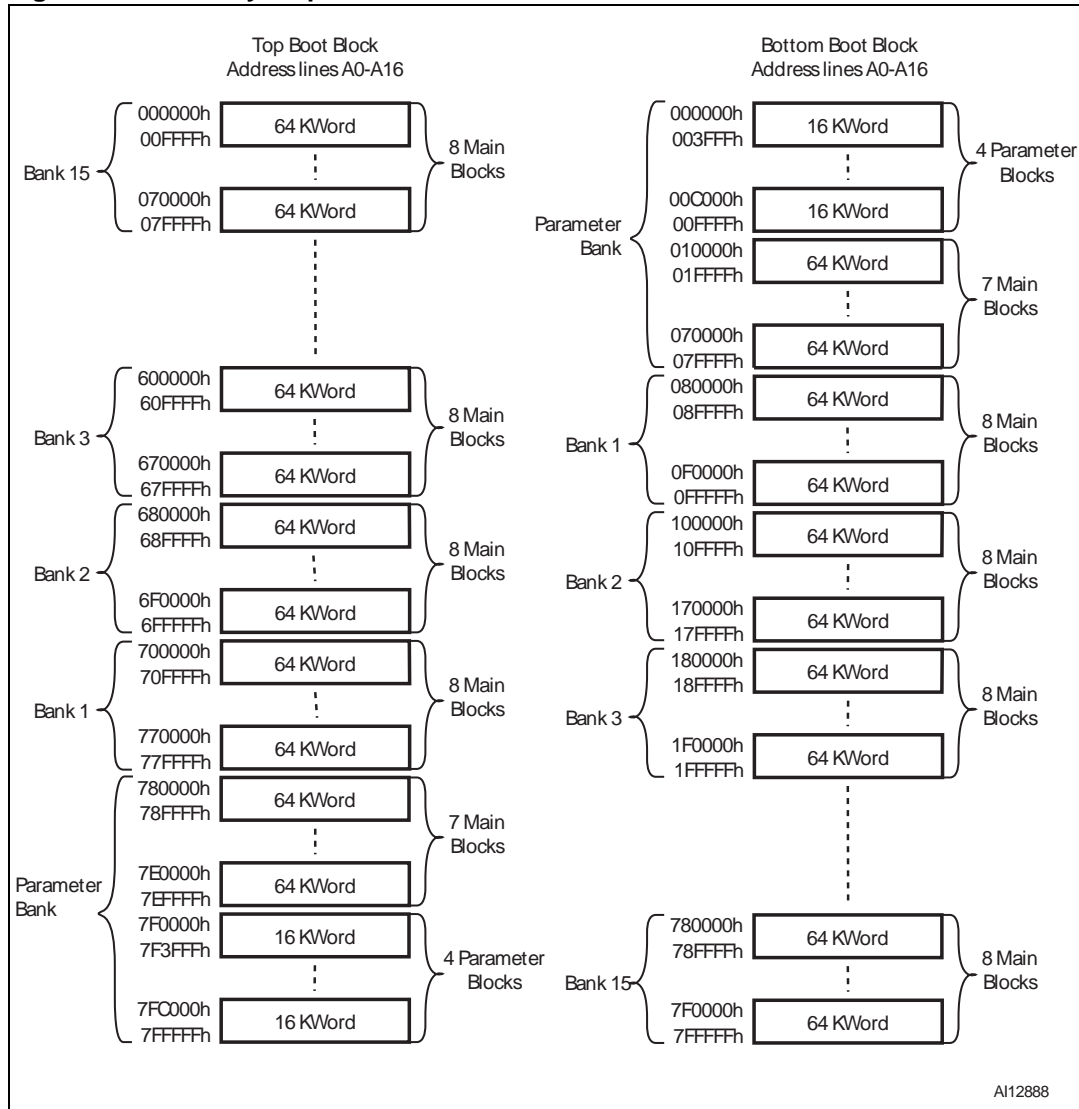 Top Boot Block
Address lines A0-A16
Bank 15
000000h
00FFFFh
64 KWord
070000h
07FFFFh
64 KWord
8 Main
Blocks
Bank 3
600000h
60FFFFh
64 KWord
670000h
67FFFFh
64 KWord
8 Main
Blocks
Bank 2
680000h
68FFFFh
64 KWord
6F0000h
6FFFFFh
64 KWord
8 Main
Blocks
Bank 1
700000h
70FFFFh
64 KWord
770000h
77FFFFh
64 KWord
8 Main
Blocks
Parameter
Bank
780000h
78FFFFh
64 KWord
7E0000h
7EFFFFh
64 KWord
7 Main
Blocks
7F0000h
7F3FFFh
16 KWord
7FC000h
7FFFFFh
16 KWord
4 Parameter
Blocks
Bottom Boot Block
Address lines A0-A16
Parameter
Bank
000000h
003FFFh
16 KWord
00C000h
00FFFFh
16 KWord
4 Parameter
Blocks
010000h
01FFFFh
64 KWord
070000h
07FFFFh
64 KWord
7 Main
Blocks
Bank 1
080000h
08FFFFh
64 KWord
0F0000h
0FFFFFh
64 KWord
8 Main
Blocks
Bank 2
100000h
10FFFFh
64 KWord
170000h
17FFFFh
64 KWord
8 Main
Blocks
Bank 3
180000h
18FFFFh
64 KWord
1F0000h
1FFFFFh
64 KWord
8 Main
Blocks
Bank 15
780000h
78FFFFh
64 KWord
7F0000h
7FFFFFh
64 KWord
8 Main
Blocks
AI12888